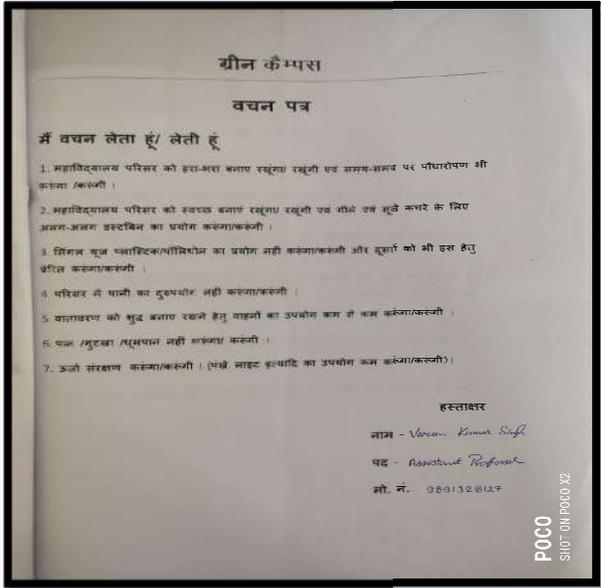 ग्रीन कैम्पस
वचन पत्र
मैं वचन लेता हूं/ लेती हूं
1. महाविद्यालय परिसर को हरा-भरा बनाए रखूंगा/ रखूंगी एवं समय-समय पर पौधारोपण भी
करूंगा /करूंगी ।
2. महाविद्यालय परिसर को स्वच्छ बनाए रखूंगा/ रखूंगी एवं गीले एवं सूखे कचरे के लिए
अलग-अलग डस्टबिन का प्रयोग करूंगा/करूंगी ।
3. सिंगल यूज प्लास्टिक/पॉलिथीन का प्रयोग नहीं करूंगा/करूंगी और दूसरों को भी इस हेतु
प्रेरित करूंगा/करूंगी ।
4 परिसर में पानी का दुरुपयोग नहीं करूंगा/करूंगी ।
5. वातावरण को शुद्ध बनाए रखने हेतु वाहनों का उपयोग कम से कम करूंगा/करूंगी ।
6. पान /गुटखा /धूम्रपान नहीं करूंगा/ करूंगी ।
7. ऊर्जा संरक्षण करूंगा/करूंगी । (पंखे लाइट इत्यादि का उपयोग कम करूंगा/करूंगी)।
हस्ताक्षर
नाम - Varun Kumar Singh
पद - Assistant Professor
मो. नं. 9891328127
POCO
SHOT ON POCO X2